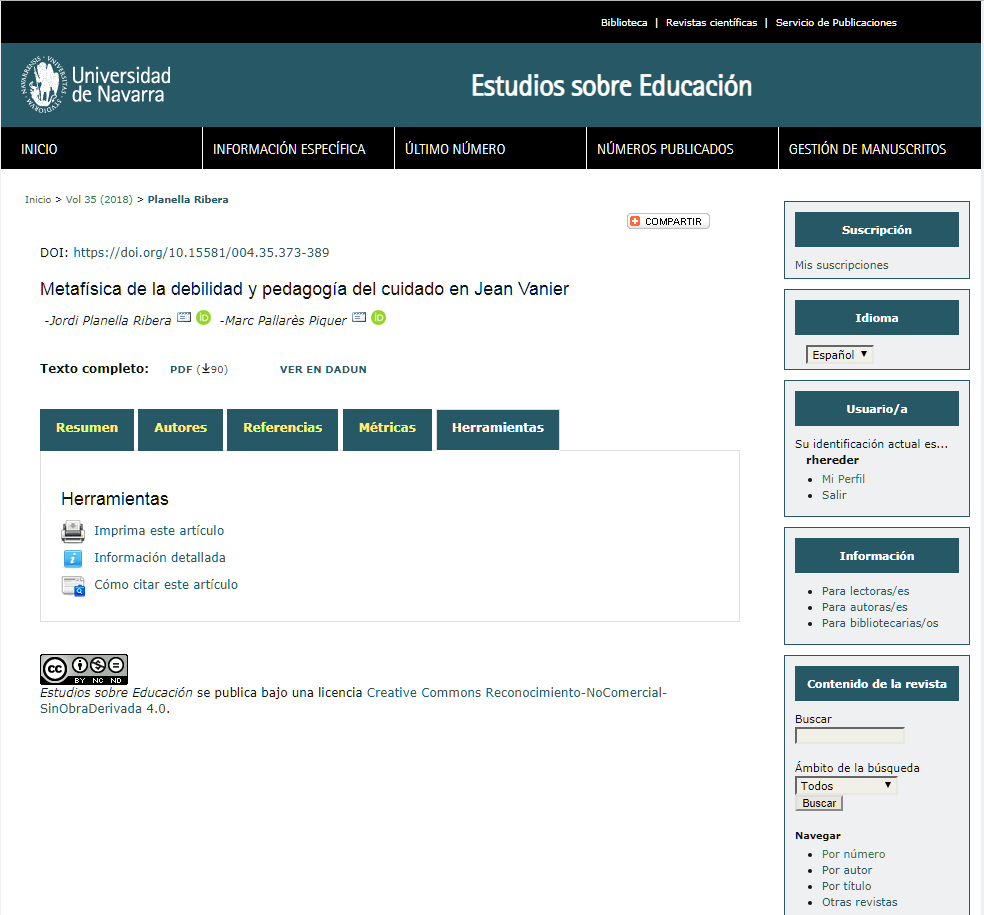 Biblioteca | Revistas científicas | Servicio de Publicaciones
Universidad
de Navarra
Estudios sobre Educación
INICIO
INFORMACIÓN ESPECÍFICA
ÚLTIMO NÚMERO
NÚMEROS PUBLICADOS
GESTIÓN DE MANUSCRITOS
Inicio > Vol 35 (2018) > Planella Ribera
COMPARTIR
DOI: https://doi.org/10.15581/004.35.373-389
Metafísica de la debilidad y pedagogía del cuidado en Jean Vanier
-Jordi Planella Ribera iD -Marc Pallarès Piquer iD
Texto completo: PDF (90) VER EN DADUN
Resumen
Autores
Referencias
Métricas
Herramientas
Herramientas
Imprima este artículo
Información detallada
Cómo citar este artículo
cc BY NC ND
Estudios sobre Educación se publica bajo una licencia Creative Commons Reconocimiento-NoComercial-
SinObraDerivada 4.0.
Suscripción
Mis suscripciones
Idioma
Español
Usuario/a
Su identificación actual es...
rhereder
Mi Perfil
Salir
Información
Para lectoras/es
Para autoras/es
Para bibliotecarias/os
Contenido de la revista
Buscar
Ámbito de la búsqueda
Todos
Buscar
Navegar
Por número
Por autor
Por título
Otras revistas